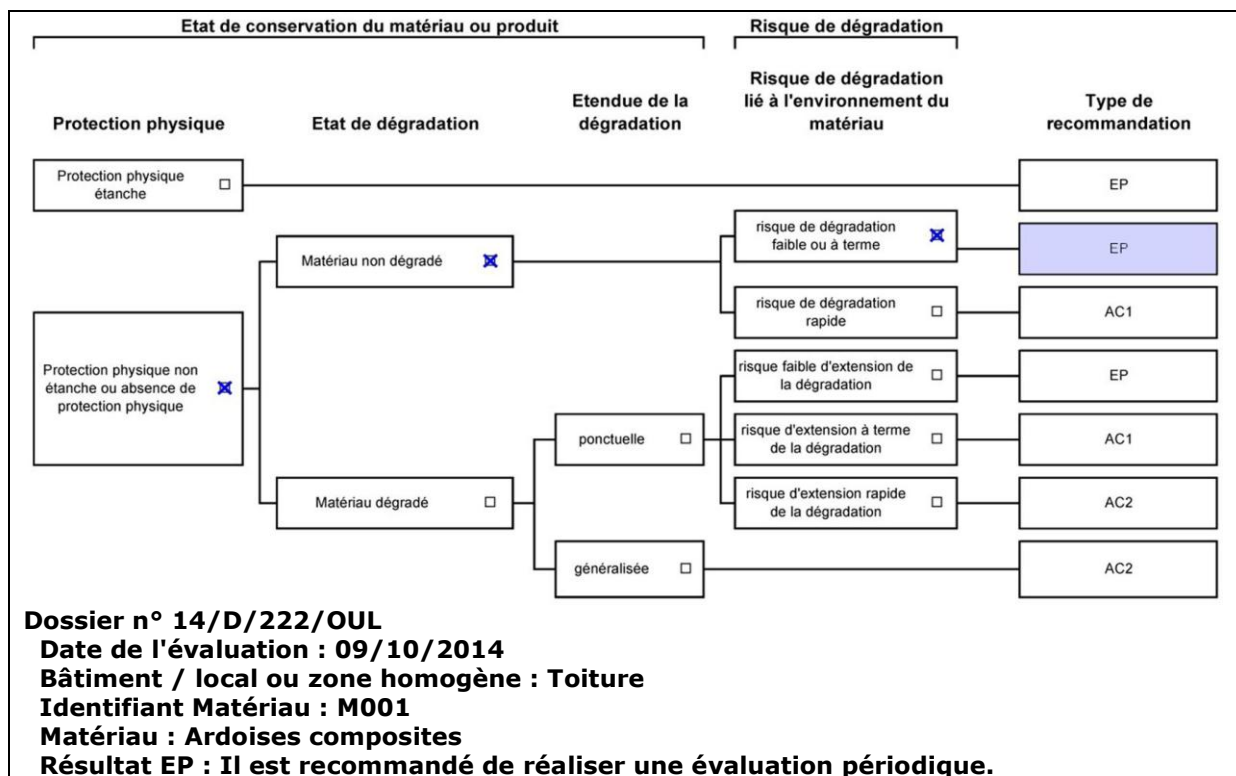 Etat de conservation du matériau ou produit
Risque de dégradation
Protection physique
Etat de dégradation
Etendue de la
dégradation
Risque de dégradation
lié à l'environnement du
matériau
Type de
recommandation
Protection physique
étanche
EP
Matériau non dégradé
risque de dégradation
faible ou à terme
EP
risque de dégradation
rapide
AC1
Protection physique non
étanche ou absence de
protection physique
risque faible d'extension de
la dégradation
EP
ponctuelle
risque d'extension à terme
de la dégradation
AC1
Matériau dégradé
risque d'extension rapide
de la dégradation
AC2
généralisée
AC2
Dossier n° 14/D/222/OUL
Date de l'évaluation : 09/10/2014
Bâtiment / local ou zone homogène : Toiture
Identifiant Matériau : M001
Matériau : Ardoises composites
Résultat EP : Il est recommandé de réaliser une évaluation périodique.